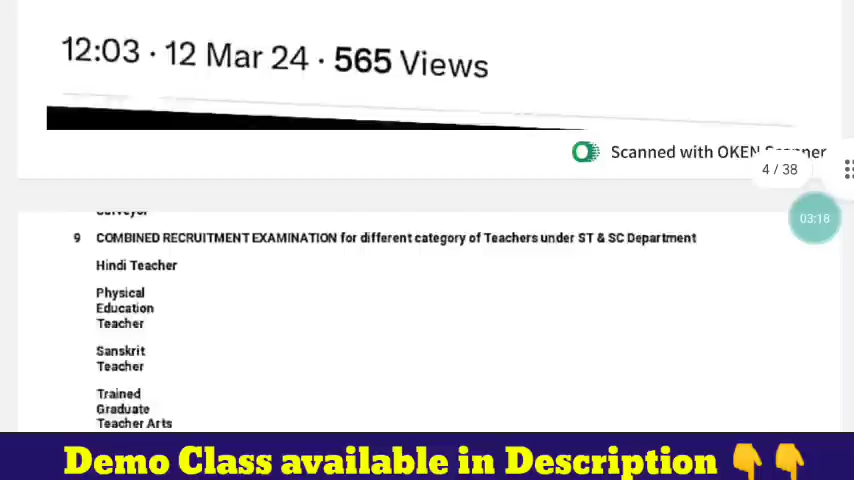 12:03 · 12 Mar 24 · 565 Views
Scanned with OKEN Scanner
4 / 38
03:18
Surveyor
9 COMBINED RECRUITMENT EXAMINATION for different category of Teachers under ST & SC Department
Hindi Teacher
Physical
Education
Teacher
Sanskrit
Teacher
Trained
Graduate
Teacher Arts
Demo Class available in Description 👇👇